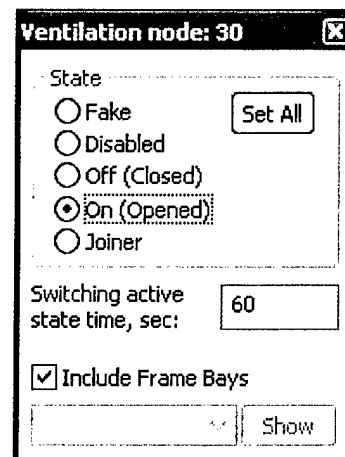 Ventilation node: 30
State
Fake
Set All
Disabled
Off (Closed)
On (Opened)
Joiner
Switching active
state time, sec:
60
Include Frame Bays
Show